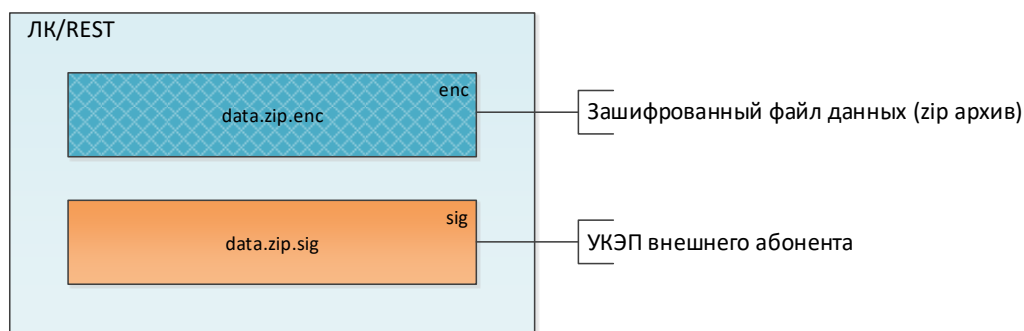 ЛК/REST
enc
data.zip.enc
Зашифрованный файл данных (zip архив)
sig
data.zip.sig
УКЭП внешнего абонента